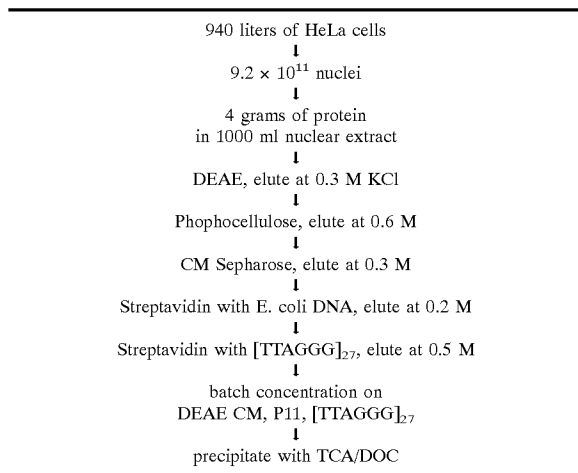 940 liters of HeLa cells
9.2 × 10¹¹ nuclei
4 grams of protein
in 1000 ml nuclear extract
DEAE, elute at 0.3 M KCl
Phophocellulose, elute at 0.6 M
CM Sepharose, elute at 0.3 M
Streptavidin with E. coli DNA, elute at 0.2 M
Streptavidin with [TTAGGG]₂₇, elute at 0.5 M
batch concentration on
DEAE CM, P11, [TTAGGG]₂₇
precipitate with TCA/DOC